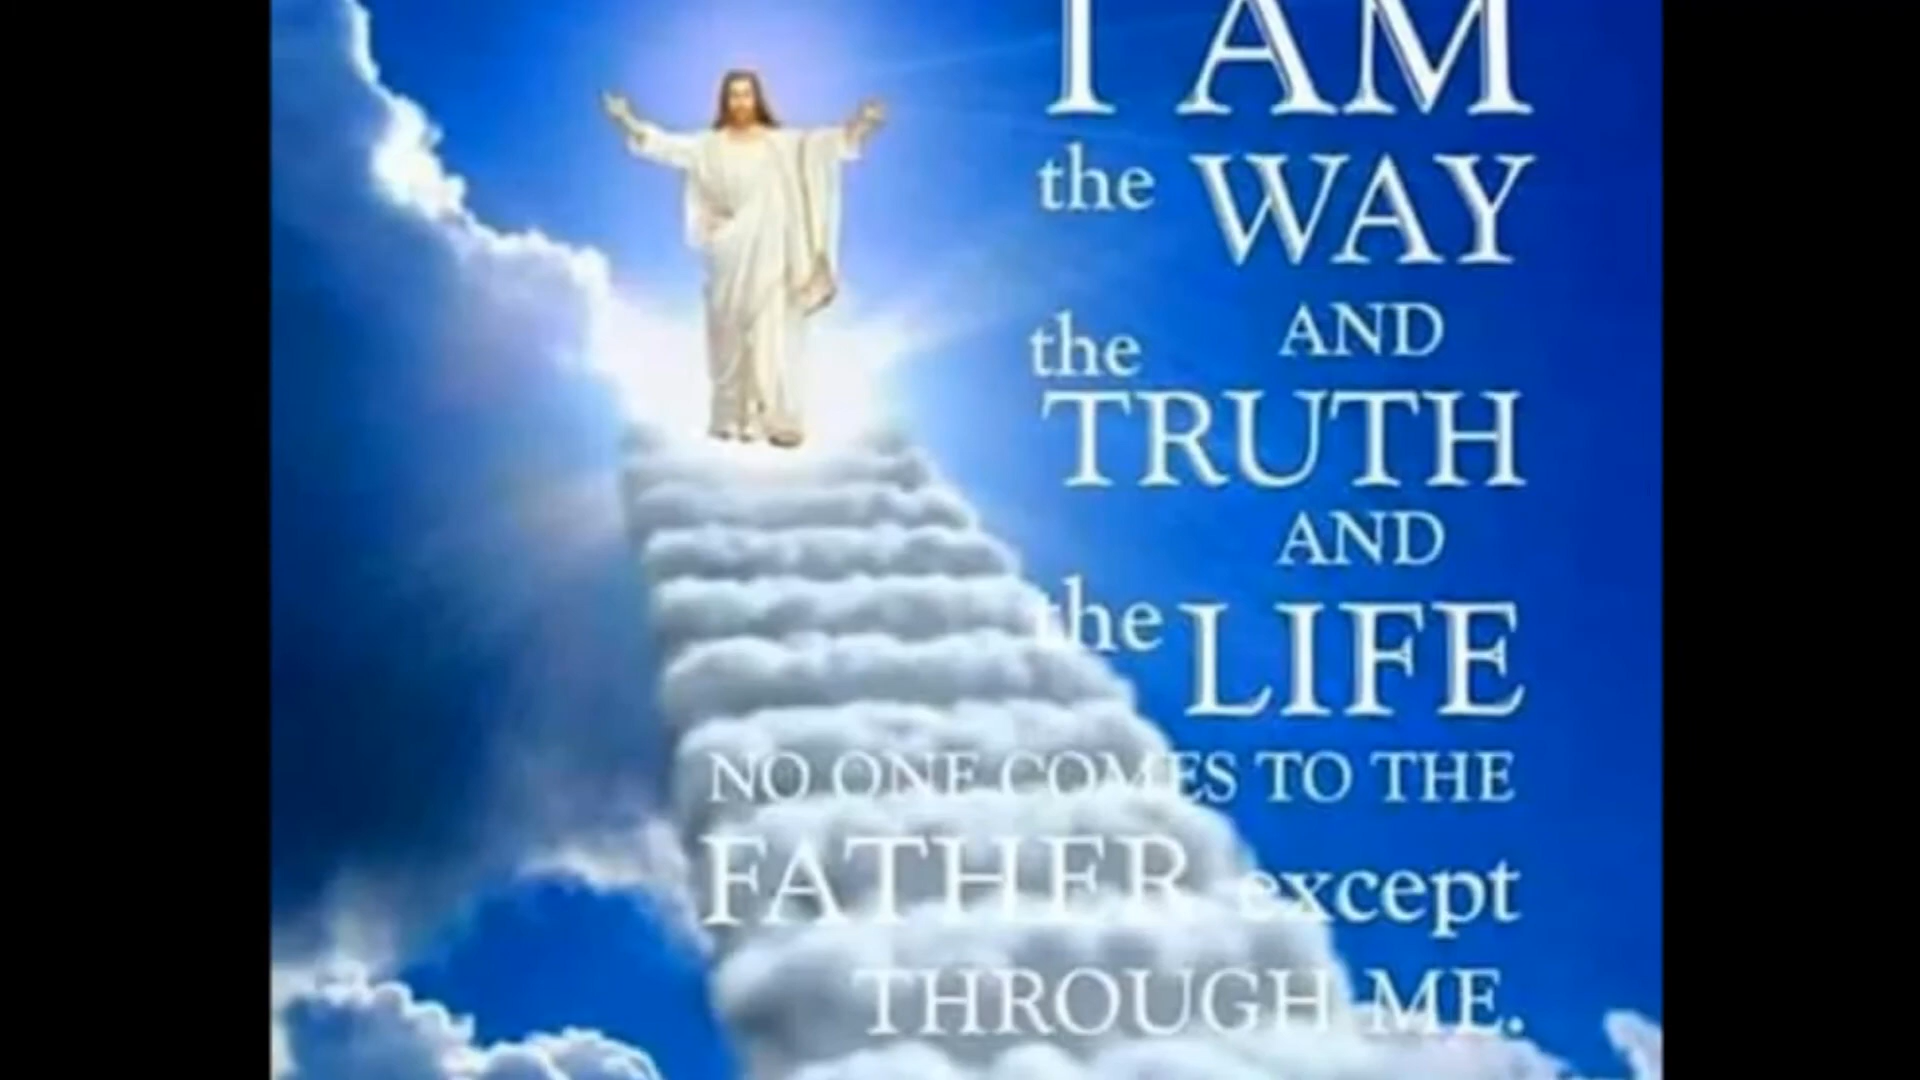 I AM
the WAY
AND
the
TRUTH
AND
the LIFE
NO ONE COMES TO THE
FATHER except
THROUGH ME.